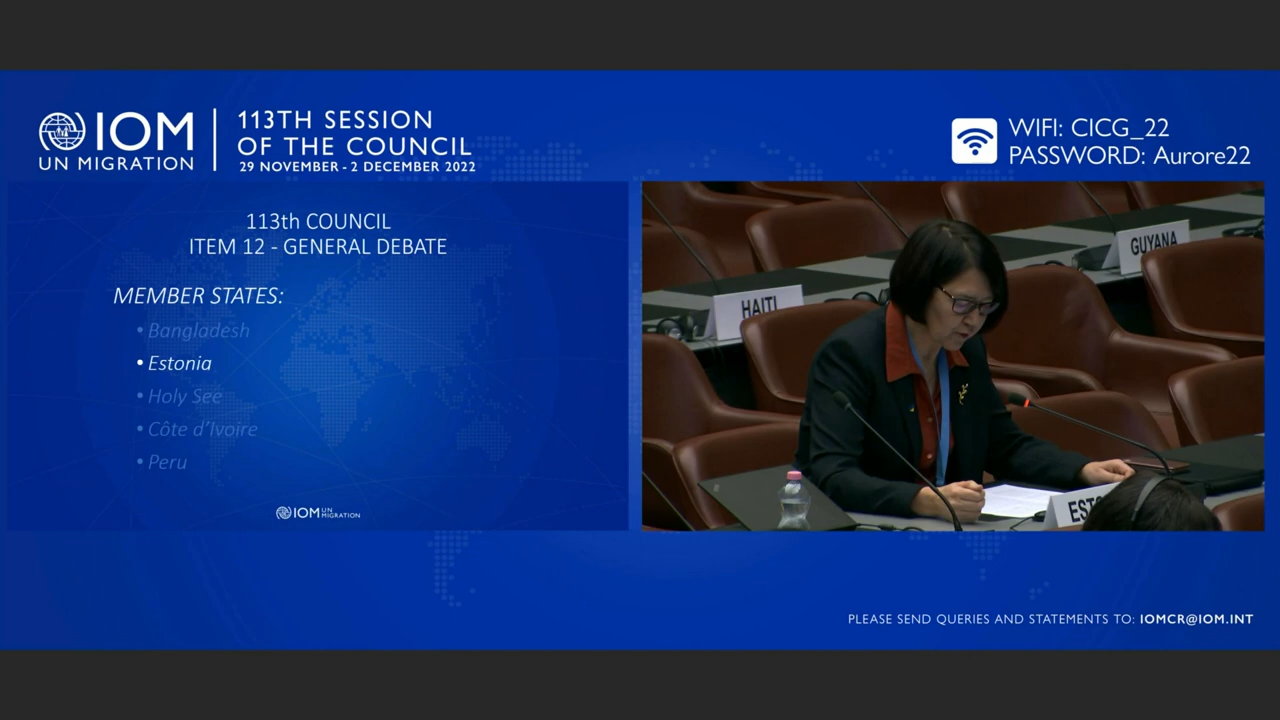 IOM
UN MIGRATION
113TH SESSION
OF THE COUNCIL
29 NOVEMBER - 2 DECEMBER 2022
WIFI: CICG_22
PASSWORD: Aurore22
113th COUNCIL
ITEM 12 - GENERAL DEBATE
MEMBER STATES:
• Bangladesh
• Estonia
• Holy See
• Côte d'Ivoire
• Peru
IOM UN
MIGRATION
GUYANA
HAITI
EST
PLEASE SEND QUERIES AND STATEMENTS TO: IOMCR@IOM.INT